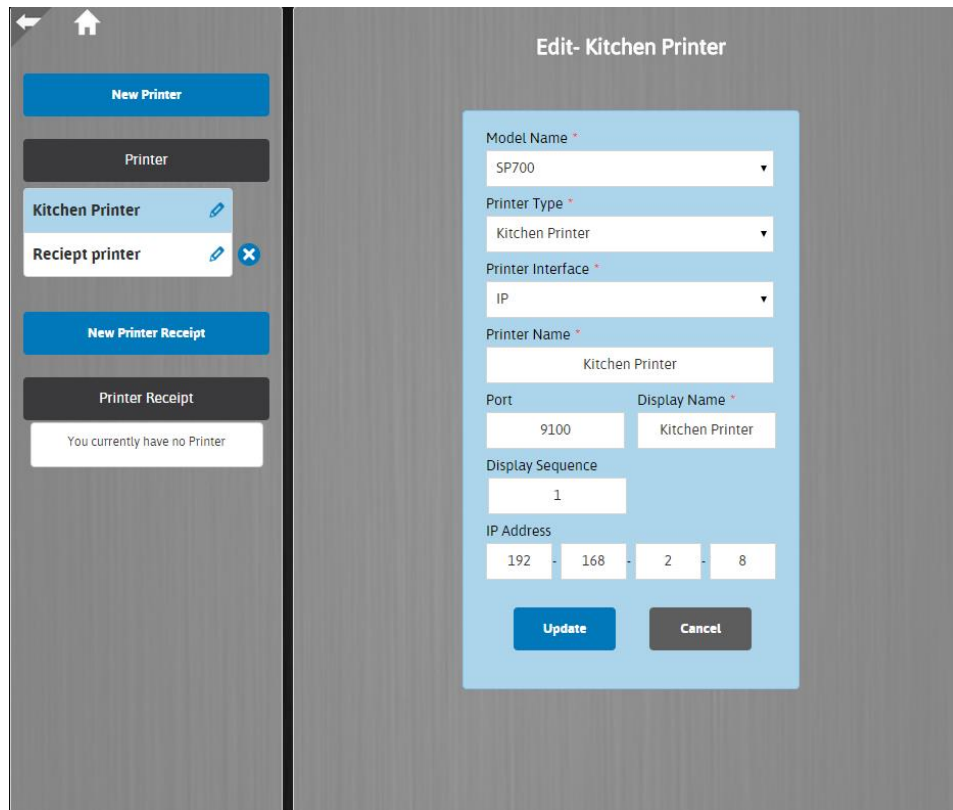 New Printer
Printer
Kitchen Printer
Reciept printer
New Printer Receipt
Printer Receipt
You currently have no Printer
Edit- Kitchen Printer
Model Name *
SP700
Printer Type *
Kitchen Printer
Printer Interface *
IP
Printer Name *
Kitchen Printer
Port Display Name *
9100 Kitchen Printer
Display Sequence
1
IP Address
192 - 168 - 2 - 8
Update Cancel